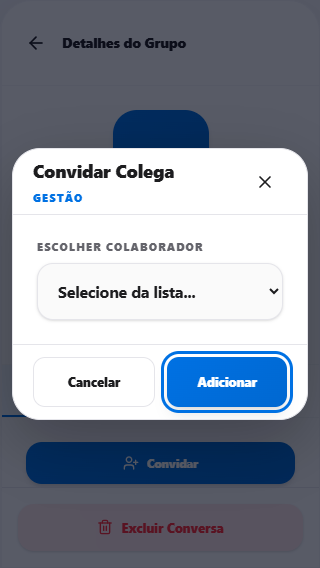 Detalhes do Grupo
Convidar Colega
GESTÃO
ESCOLHER COLABORADOR
Selecione da lista...
Cancelar
Adicionar
Convidar
Excluir Conversa